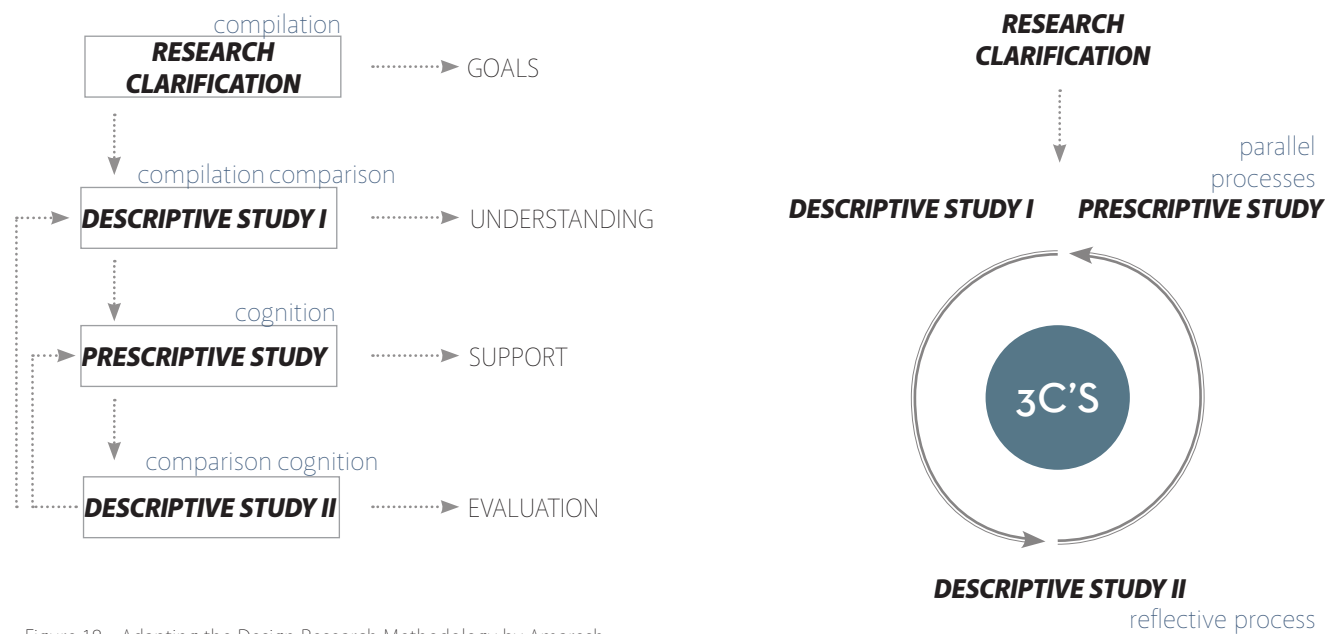 compilation
RESEARCH
CLARIFICATION
GOALS
compilation comparison
DESCRIPTIVE STUDY I
UNDERSTANDING
cognition
PRESCRIPTIVE STUDY
SUPPORT
comparison cognition
DESCRIPTIVE STUDY II
EVALUATION
RESEARCH
CLARIFICATION
parallel
processes
DESCRIPTIVE STUDY I
PRESCRIPTIVE STUDY
3C'S
DESCRIPTIVE STUDY II
reflective process